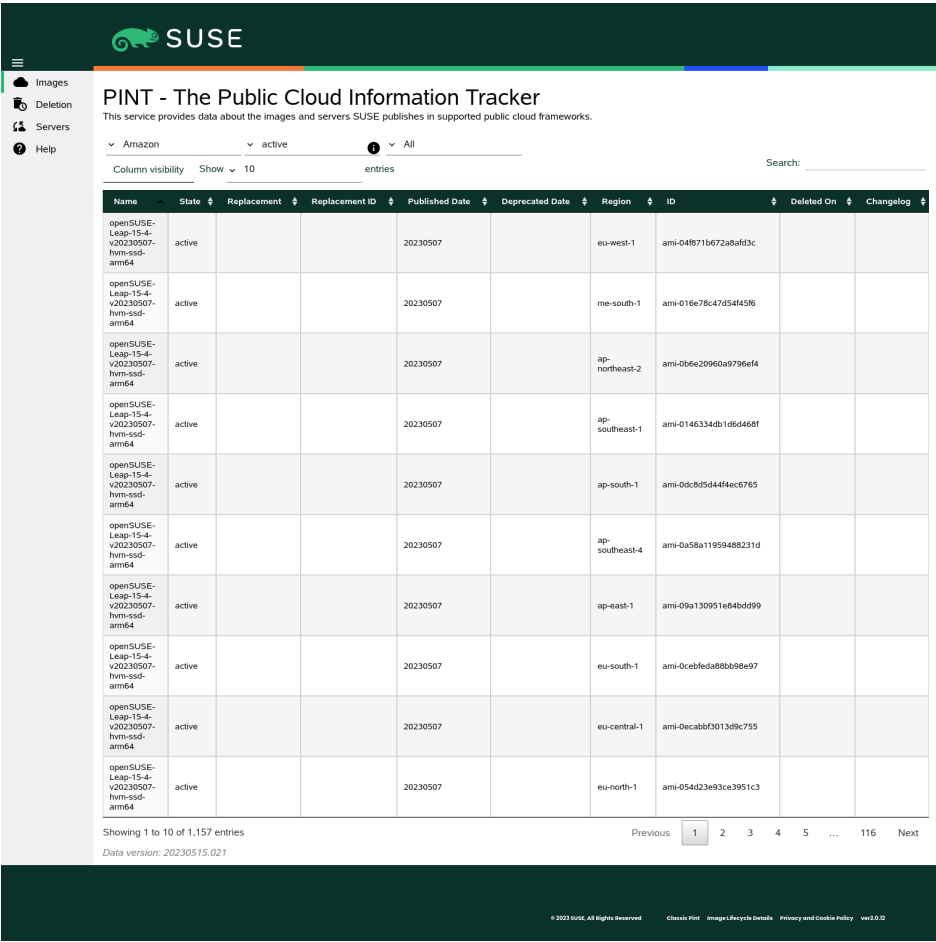 SUSE
Images
Deletion
Servers
Help
PINT - The Public Cloud Information Tracker
This service provides data about the images and servers SUSE publishes in supported public cloud frameworks.
Amazon active All
Column visibility Show 10 entries Search:
Name State Replacement Replacement ID Published Date Deprecated Date Region ID Deleted On Changelog
openSUSE-
Leap-15-4-
v20230507-
hvm-ssd-
arm64
active 20230507 eu-west-1 ami-04f871b672a8afd3c
openSUSE-
Leap-15-4-
v20230507-
hvm-ssd-
arm64
active 20230507 me-south-1 ami-016e78c47d54f45f6
openSUSE-
Leap-15-4-
v20230507-
hvm-ssd-
arm64
active 20230507 ap-
northeast-2 ami-0b6e20960a9796ef4
openSUSE-
Leap-15-4-
v20230507-
hvm-ssd-
arm64
active 20230507 ap-
southeast-1 ami-0146334db1d6d468f
openSUSE-
Leap-15-4-
v20230507-
hvm-ssd-
arm64
active 20230507 ap-south-1 ami-0dc8d5d44f4ec6765
openSUSE-
Leap-15-4-
v20230507-
hvm-ssd-
arm64
active 20230507 ap-
southeast-4 ami-0a58a11959488231d
openSUSE-
Leap-15-4-
v20230507-
hvm-ssd-
arm64
active 20230507 ap-east-1 ami-09a130951e84bdd99
openSUSE-
Leap-15-4-
v20230507-
hvm-ssd-
arm64
active 20230507 eu-south-1 ami-0cebfeda88bb98e97
openSUSE-
Leap-15-4-
v20230507-
hvm-ssd-
arm64
active 20230507 eu-central-1 ami-0ecabbf3013d9c755
openSUSE-
Leap-15-4-
v20230507-
hvm-ssd-
arm64
active 20230507 eu-north-1 ami-054d23e93ce3951c3
Showing 1 to 10 of 1,157 entries Previous 1 2 3 4 5 … 116 Next
Data version: 20230515.021
© 2023 SUSE, All Rights Reserved Classic Pint Image Lifecycle Details Privacy and Cookie Policy ver2.0.12